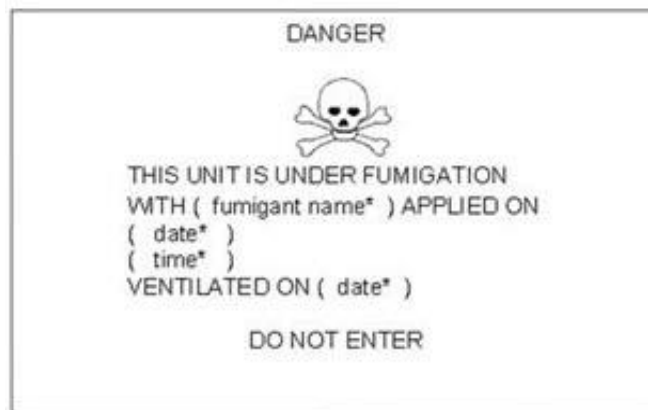 DANGER
THIS UNIT IS UNDER FUMIGATION
WITH ( fumigant name* ) APPLIED ON
( date* )
( time* )
VENTILATED ON ( date* )
DO NOT ENTER